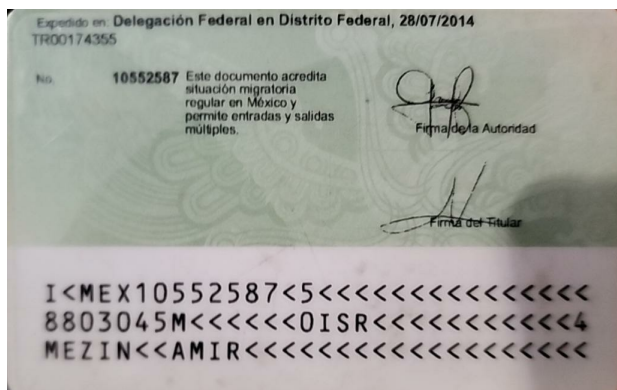 Expedido en: Delegación Federal en Distrito Federal, 28/07/2014
TR00174355
No. 10552587 Este documento acredita
situación migratoria
regular en México y
permite entradas y salidas
múltiples.
Firma de la Autoridad
Firma del Titular
I<MEX10552587<5<<<<<<<<<<<<<<<
8803045M<<<<<<0ISR<<<<<<<<<<<4
MEZIN<<AMIR<<<<<<<<<<<<<<<<<<<